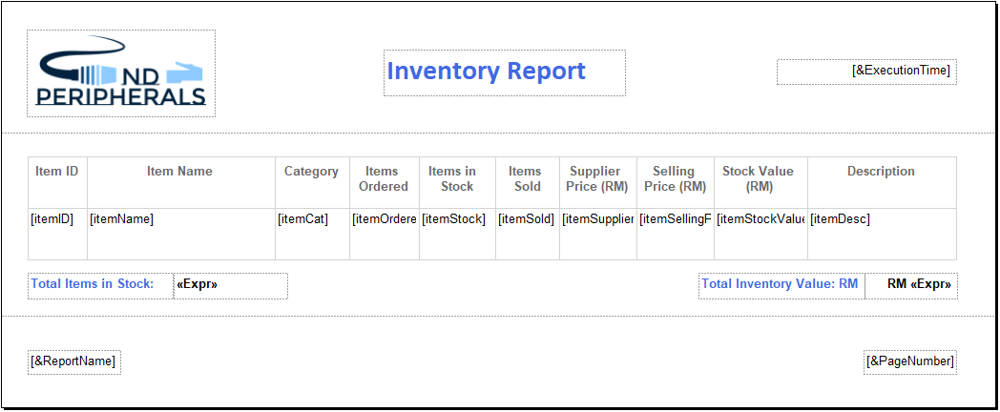 ND
PERIPHERALS
Inventory Report
[&ExecutionTime]
Item ID Item Name Category Items Ordered Items in Stock Items Sold Supplier Price (RM) Selling Price (RM) Stock Value (RM) Description
[itemID] [itemName] [itemCat] [itemOrdere [itemStock] [itemSold] [itemSupplier [itemSellingF [itemStockValue [itemDesc]
Total Items in Stock: «Expr» Total Inventory Value: RM RM «Expr»
[&ReportName] [&PageNumber]